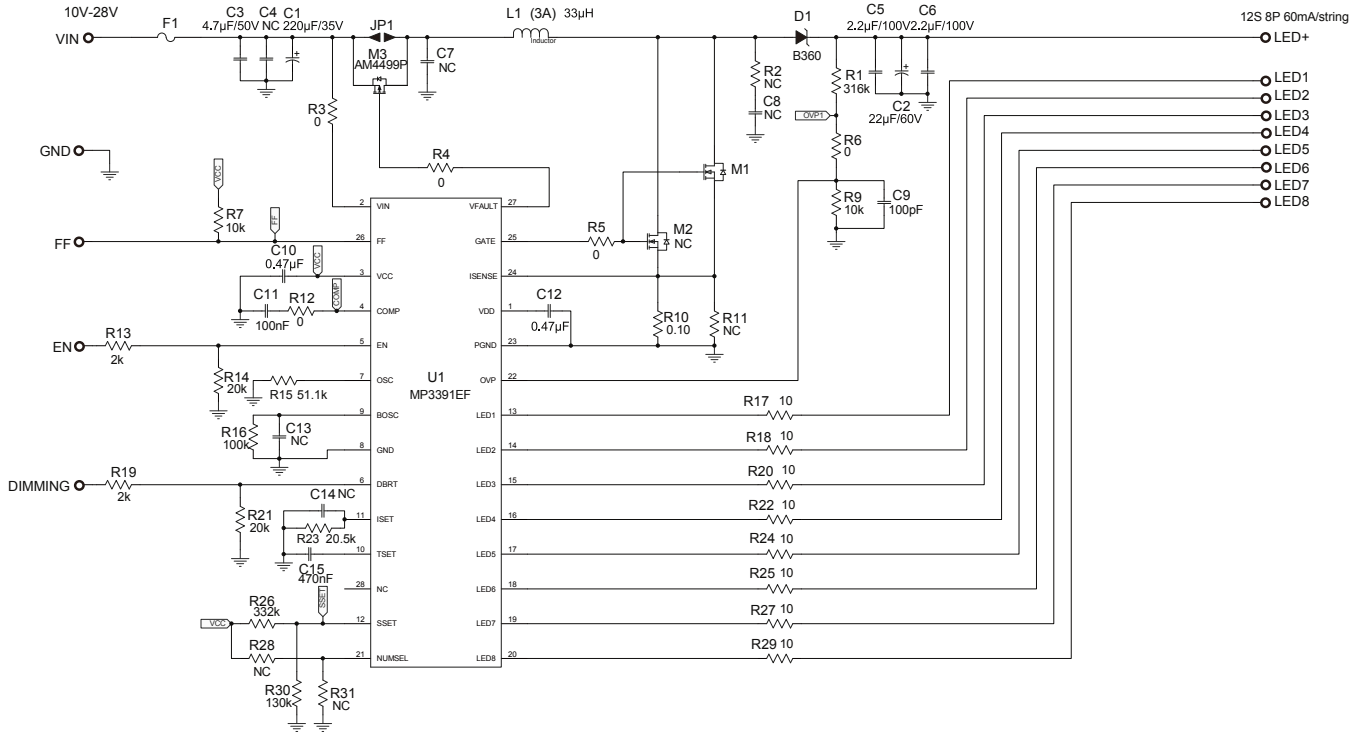 10V-28V
VIN
F1
C3
4.7μF/50V
C4
NC
C1
220μF/35V
JP1
M3
AM4499P
C7
NC
L1 (3A) 33μH
Inductor
D1
B360
C5
2.2μF/100V
C6
2.2μF/100V
C2
22μF/60V
12S 8P 60mA/string
LED+
LED1
LED2
LED3
LED4
LED5
LED6
LED7
LED8
R2
NC
C8
NC
R1
316k
OVP1
R6
0
R9
10k
C9
100pF
R3
0
R4
0
GND
VCC
R7
10k
FF
FF
M1
M2
NC
R5
0
C10
0.47μF
VCC
C11
100nF
R12
0
COMP
C12
0.47μF
R10
0.10
R11
NC
EN
R13
2k
R14
20k
R15 51.1k
R16
100k
C13
NC
DIMMING
R19
2k
R21
20k
C14
NC
R23 20.5k
C15
470nF
SSET
VCC
R26
332k
R28
NC
R30
130k
R31
NC
U1
MP3391EF
2 VIN
26 FF
3 VCC
4 COMP
5 EN
7 OSC
9 BOSC
8 GND
6 DBRT
11 ISET
10 TSET
28 NC
12 SSET
21 NUMSEL
VFAULT 27
GATE 25
ISENSE 24
VDD 1
PGND 23
OVP 22
LED1 13
LED2 14
LED3 15
LED4 16
LED5 17
LED6 18
LED7 19
LED8 20
R17 10
R18 10
R20 10
R22 10
R24 10
R25 10
R27 10
R29 10